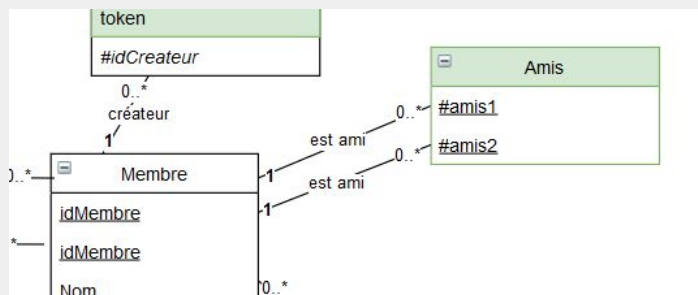 token
#idCreateur
0..*
créateur
1
Amis
#amis1
#amis2
0..*
est ami
0..*
est ami
1
1
0..*
Membre
idMembre
idMembre
*
Nom
0..*